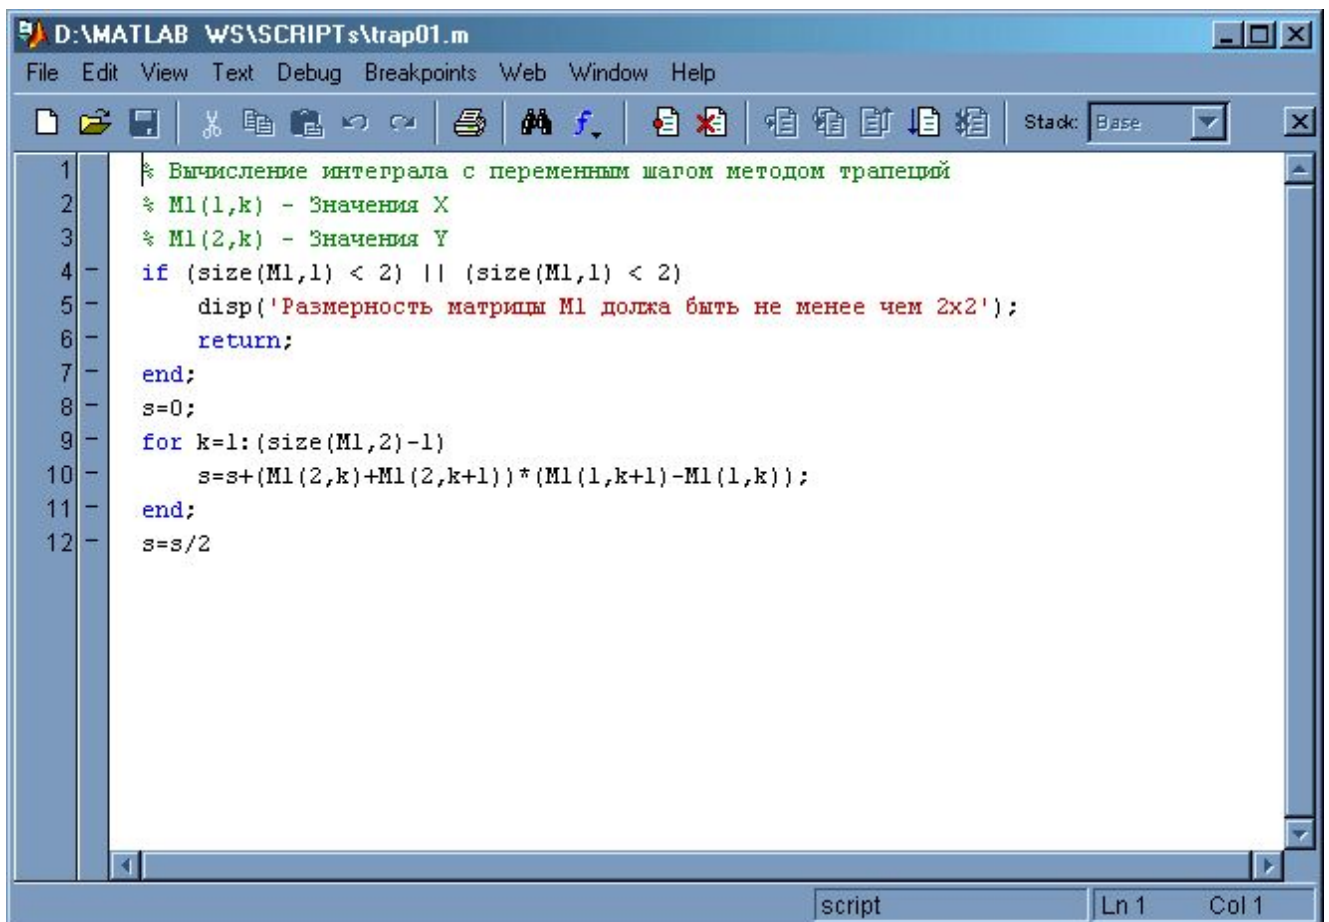 D:\MATLAB WS\SCRIPTs\trap01.m
File Edit View Text Debug Breakpoints Web Window Help
Stack: Base
1 % Вычисление интеграла с переменным шагом методом трапеций
2 % M1(1,k) - Значения X
3 % M1(2,k) - Значения Y
4 - if (size(M1,1) < 2) || (size(M1,1) < 2)
5 - disp('Размерность матрицы M1 должа быть не менее чем 2x2');
6 - return;
7 - end;
8 - s=0;
9 - for k=1:(size(M1,2)-1)
10 - s=s+(M1(2,k)+M1(2,k+1))*(M1(1,k+1)-M1(1,k));
11 - end;
12 - s=s/2
script Ln 1 Col 1